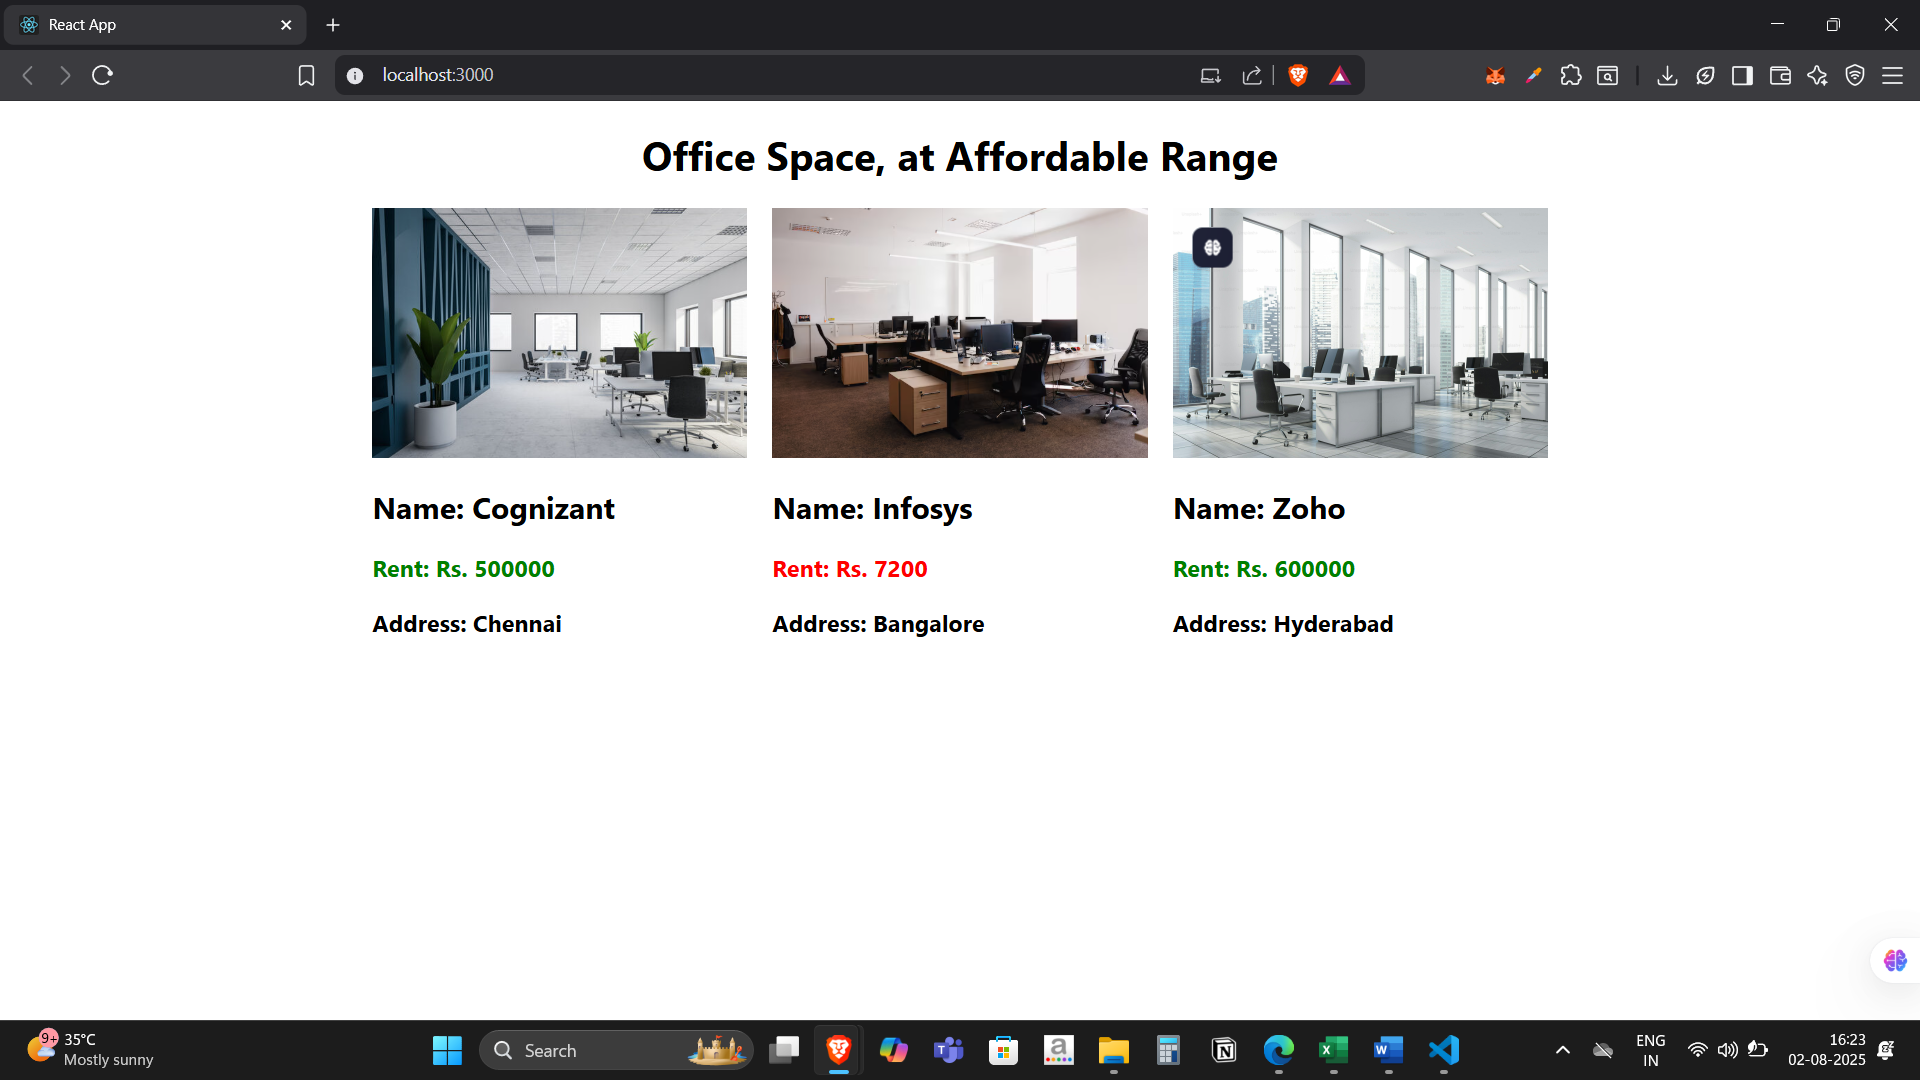 React App
localhost:3000
Office Space, at Affordable Range
Name: Cognizant
Rent: Rs. 500000
Address: Chennai
Name: Infosys
Rent: Rs. 7200
Address: Bangalore
Name: Zoho
Rent: Rs. 600000
Address: Hyderabad
9+
35°C
Mostly sunny
Search
ENG
IN
16:23
02-08-2025